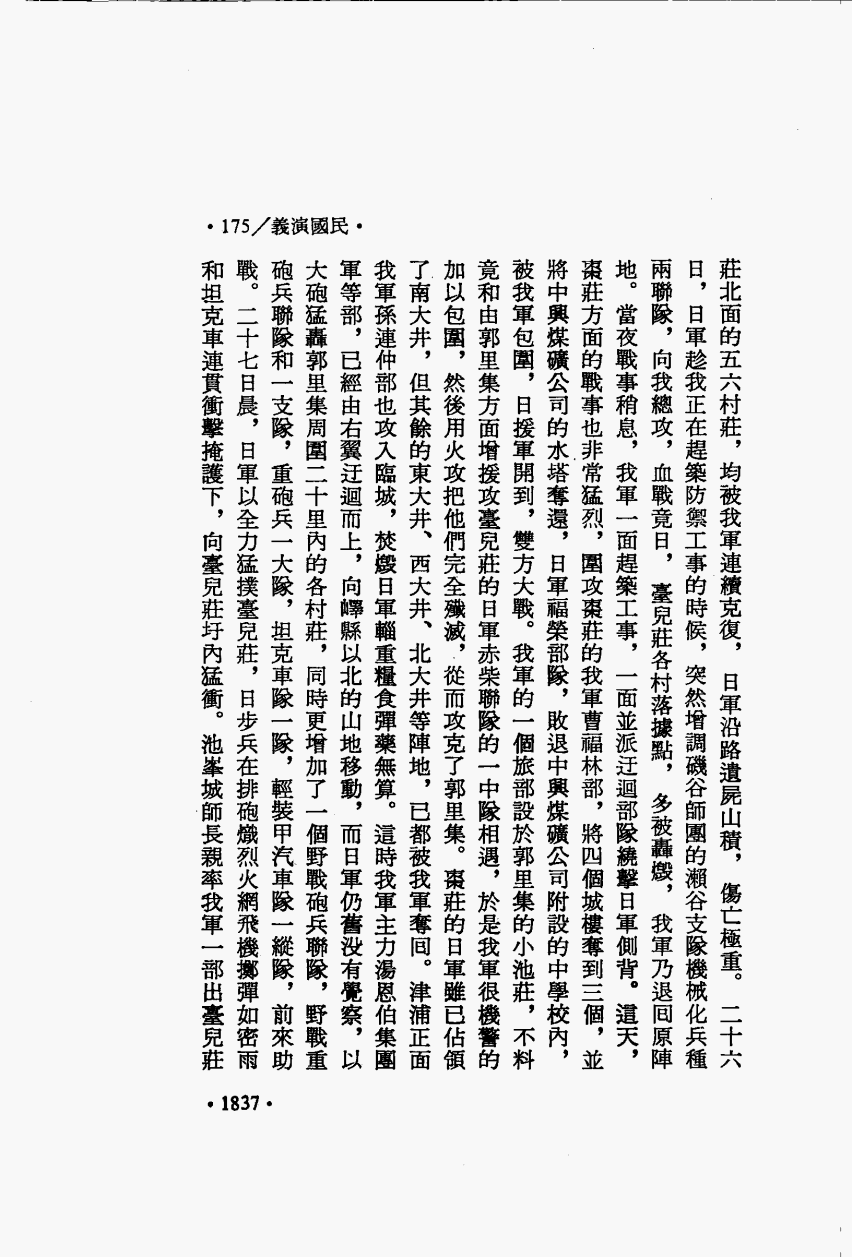 •175／義演國民•
莊北面的五六村莊，均被我軍連續克復，日軍沿路遺屍山積，傷亡極重。二十六
日，日軍趁我正在趕築防禦工事的時候，突然增調磯谷師團的瀨谷支隊機械化兵種
兩聯隊，向我總攻，血戰竟日，臺兒莊各村落據點，多被轟燬，我軍乃退回原陣
地。當夜戰事稍息，我軍一面趕築工事，一面並派迂迴部隊繞擊日軍側背。這天，
棗莊方面的戰事也非常猛烈，圍攻棗莊的我軍曹福林部，將四個城樓奪到三個，並
將中興煤礦公司的水塔奪還，日軍福榮部隊，敗退中興煤礦公司附設的中學校內，
被我軍包圍，日援軍開到，雙方大戰。我軍的一個旅部設於郭里集的小池莊，不料
竟和由郭里集方面增援攻臺兒莊的日軍赤柴聯隊的一中隊相遇，於是我軍很機警的
加以包圍，然後用火攻把他們完全殲滅，從而攻克了郭里集。棗莊的日軍雖已佔領
了南大井，但其餘的東大井、西大井、北大井等陣地，已都被我軍奪回。津浦正面
我軍孫連仲部也攻入臨城，焚燬日軍輜重糧食彈藥無算。這時我軍主力湯恩伯集團
軍等部，已經由右翼迂迴而上，向嶧縣以北的山地移動，而日軍仍舊没有覺察，以
大砲猛轟郭里集周圍二十里內的各村莊，同時更增加了一個野戰砲兵聯隊，野戰重
砲兵聯隊和一支隊，重砲兵一大隊，坦克車隊一隊，輕裝甲汽車隊一縱隊，前來助
戰。二十七日晨，日軍以全力猛撲臺兒莊，日步兵在排砲熾烈火網飛機擲彈如密雨
和坦克車連貫衝擊掩護下，向臺兒莊圩內猛衝。池峯城師長親率我軍一部出臺兒莊
•1837•